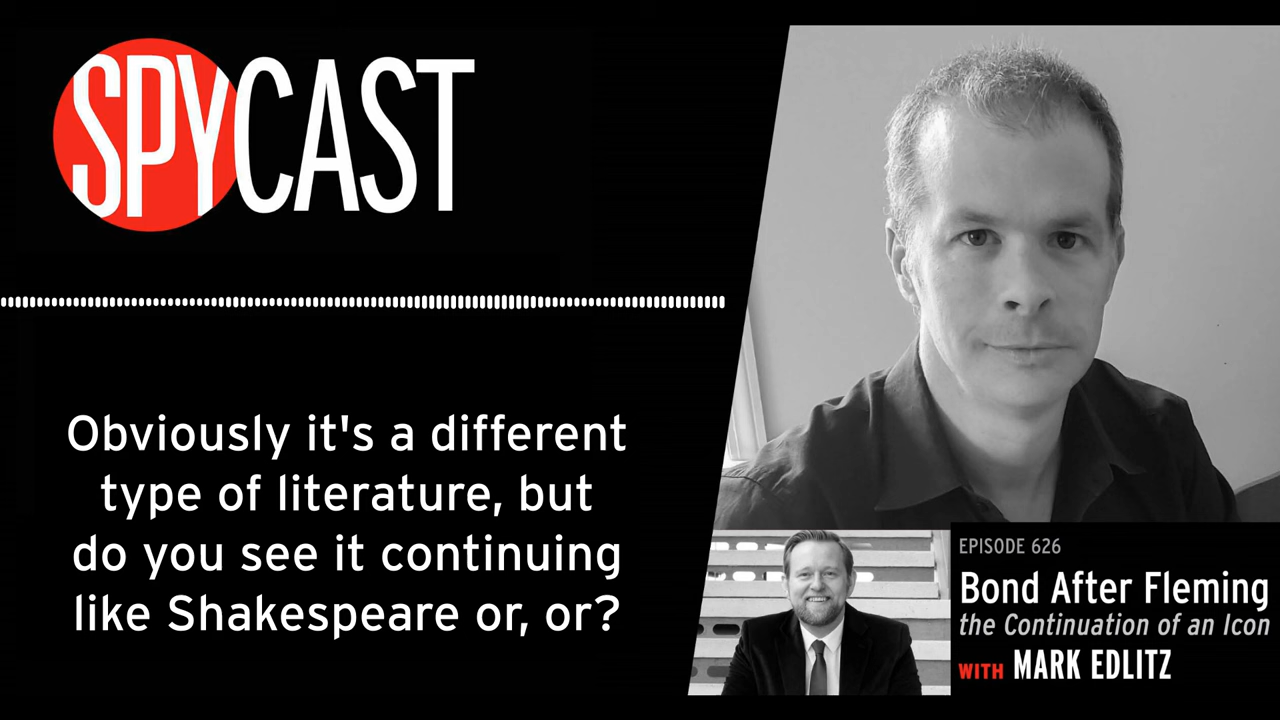 SPYCAST
Obviously it's a different
type of literature, but
do you see it continuing
like Shakespeare or, or?
EPISODE 626
Bond After Fleming
the Continuation of an Icon
WITH MARK EDLITZ